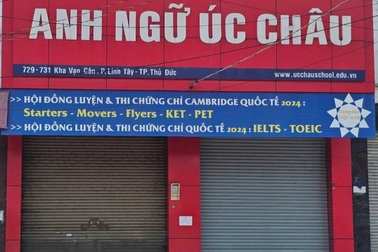 ANH NGỮ ÚC CHÂU
729-731 Kha Vạn Cân, P. Linh Tây - TP. Thủ Đức
www.ucchauschool.edu.vn
>> HỘI ĐỒNG LUYỆN & THI CHỨNG CHỈ CAMBRIDGE QUỐC TẾ 2024 :
Starters - Movers - Flyers - KET - PET
>> HỘI ĐỒNG LUYỆN & THI CHỨNG CHỈ QUỐC TẾ 2024 : IELTS - TOEIC